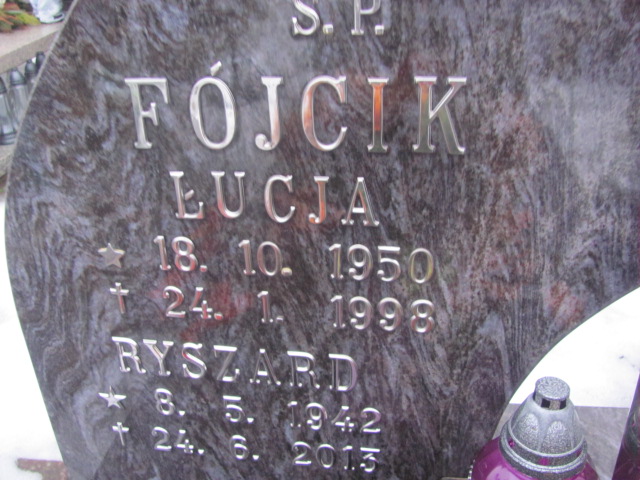 Ś.P.
FÓJCIK
ŁUCJA
18. 10. 1950
24. 1. 1998
RYSZARD
8. 5. 1942
24. 6. 2013